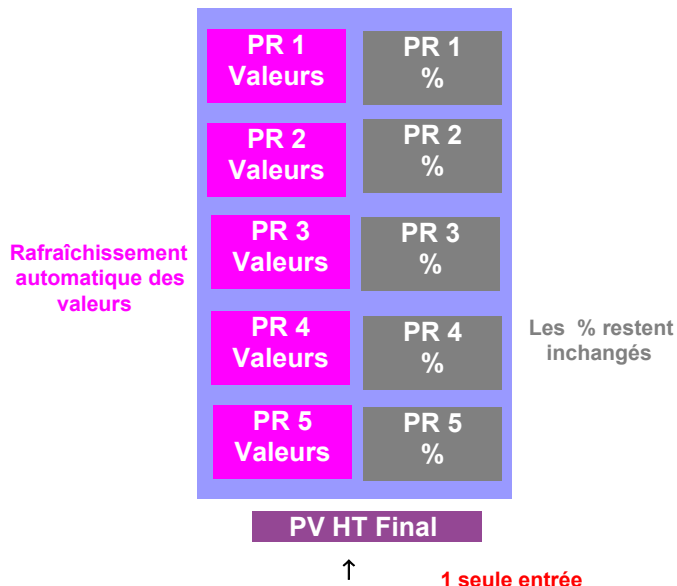 PR 1
Valeurs
PR 1
%
PR 2
Valeurs
PR 2
%
PR 3
Valeurs
PR 3
%
Rafraîchissement
automatique des
valeurs
PR 4
Valeurs
PR 4
%
Les % restent
inchangés
PR 5
Valeurs
PR 5
%
PV HT Final
↑
1 seule entrée